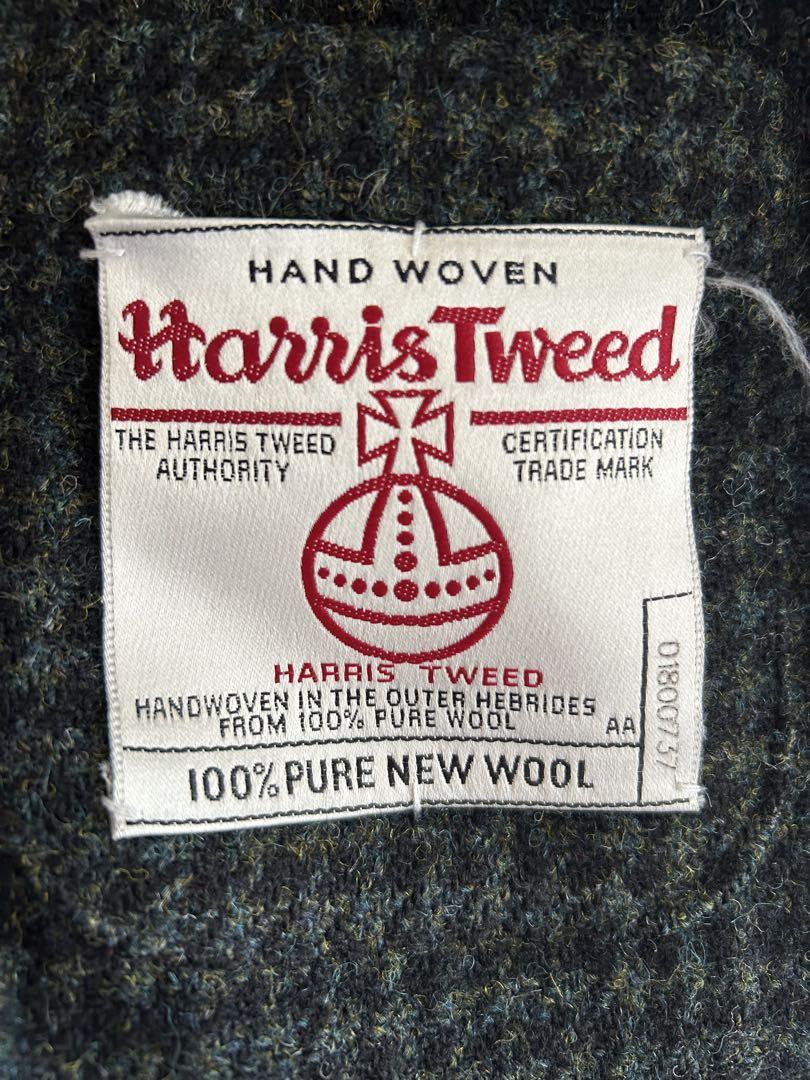 HAND WOVEN
Harris Tweed
THE HARRIS TWEED
AUTHORITY
CERTIFICATION
TRADE MARK
HARRIS TWEED
HANDWOVEN IN THE OUTER HEBRIDES
FROM 100% PURE WOOL
AA
01800737
100% PURE NEW WOOL